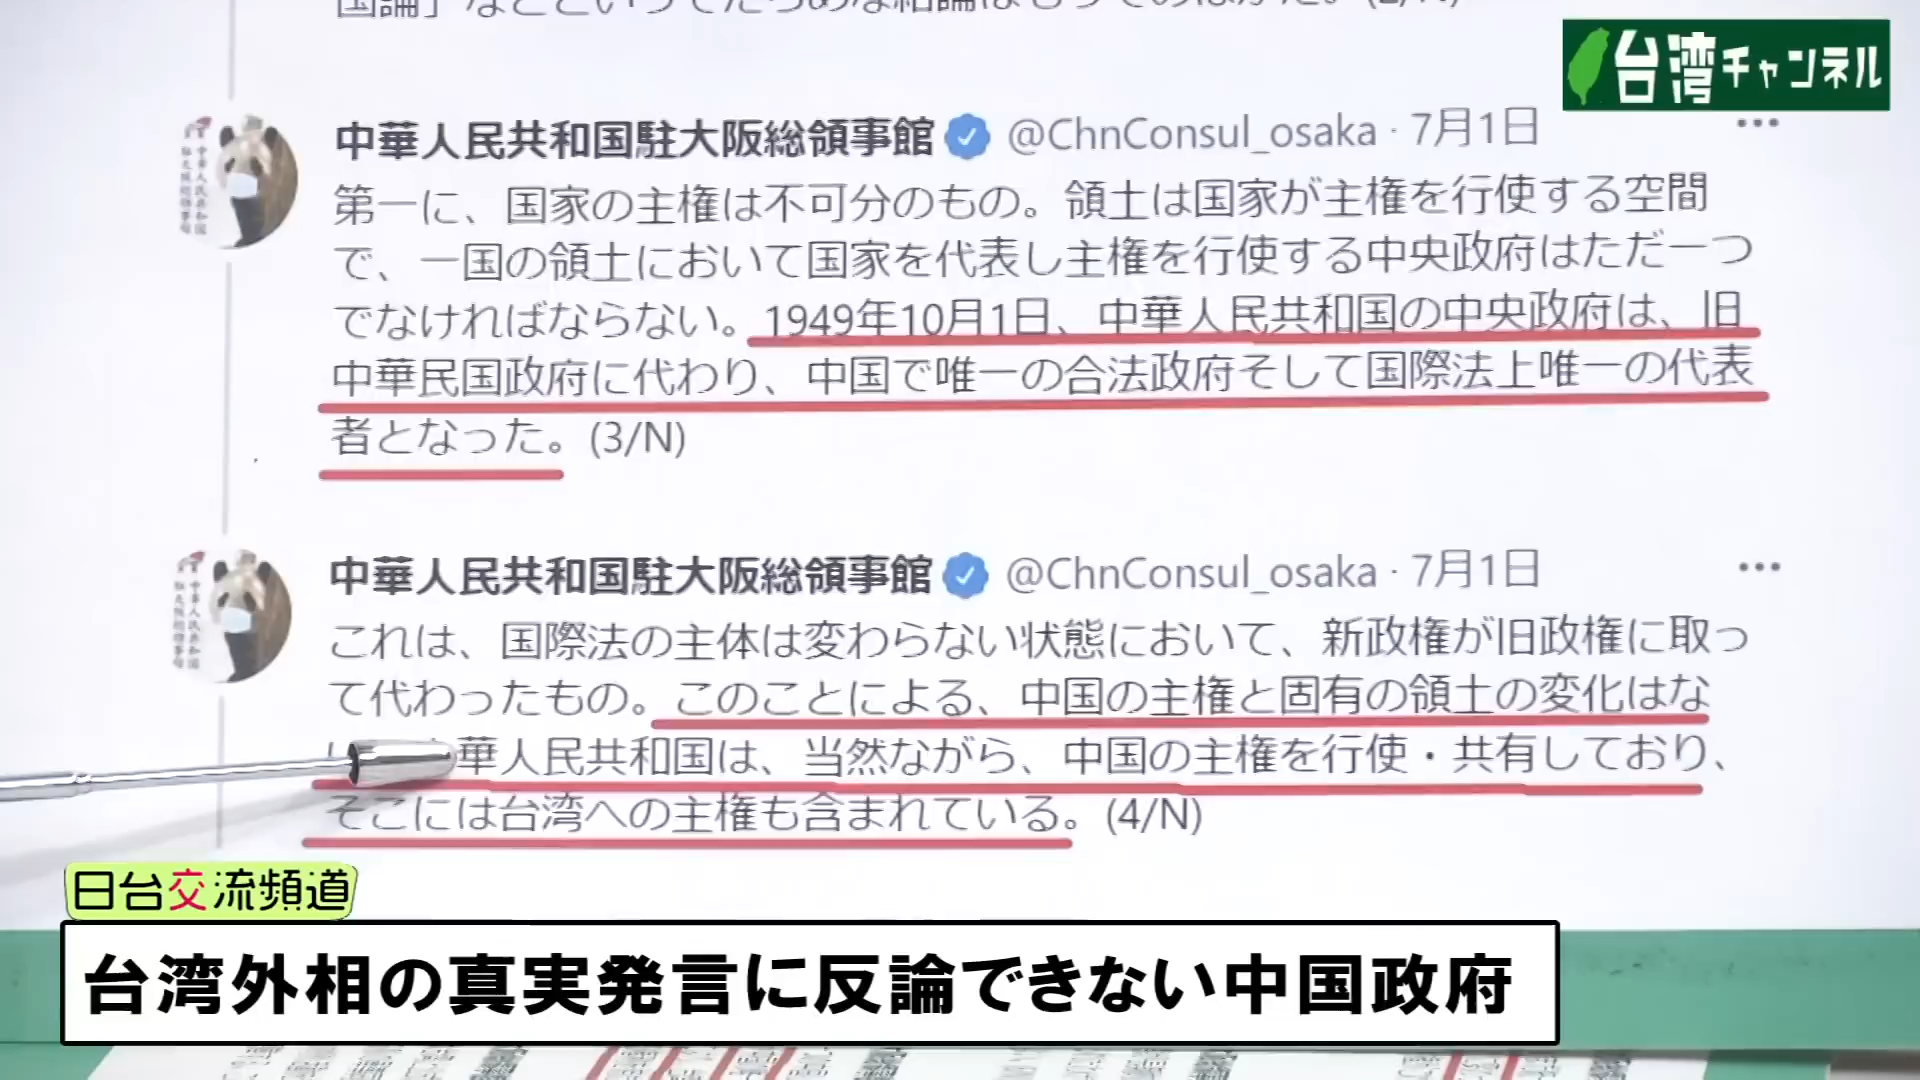 台湾チャンネル
中華人民共和国駐大阪総領事館 @ChnConsul_osaka · 7月1日
第一に、国家の主権は不可分のもの。領土は国家が主権を行使する空間
で、一国の領土において国家を代表し主権を行使する中央政府はただ一つ
でなければならない。1949年10月1日、中華人民共和国の中央政府は、旧
中華民国政府に代わり、中国で唯一の合法政府そして国際法上唯一の代表
者となった。(3/N)
中華人民共和国駐大阪総領事館 @ChnConsul_osaka · 7月1日
これは、国際法の主体は変わらない状態において、新政権が旧政権に取っ
て代わったもの。このことによる、中国の主権と固有の領土の変化はな
華人民共和国は、当然ながら、中国の主権を行使・共有しており、
そこには台湾への主権も含まれている。(4/N)
日台交流頻道
台湾外相の真実発言に反論できない中国政府